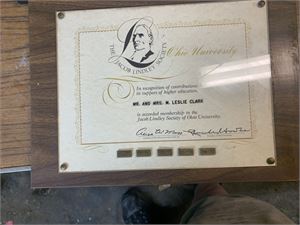 THE JACOB LINDLEY SOCIETY
Ohio University
In recognition of contributions
in support of higher education,
MR. AND MRS. M. LESLIE CLARK
is accorded membership in the
Jacob Lindley Society of Ohio University.